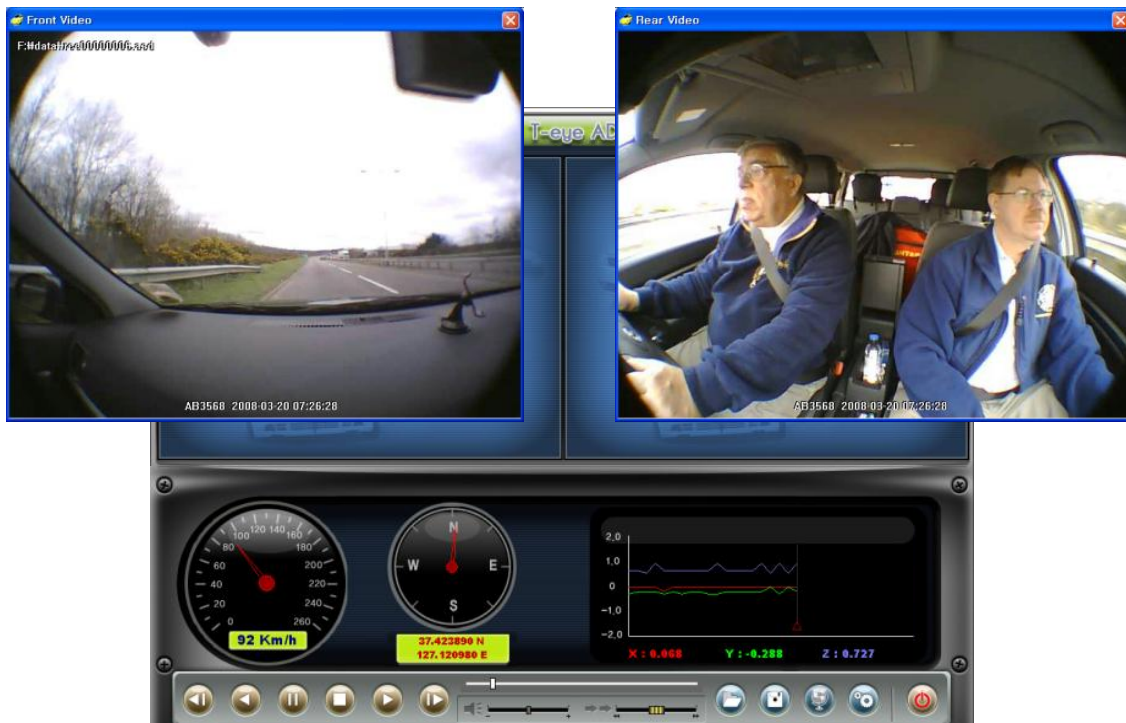 Front Video
Rear Video
AB3568 2008-03-20 07:26:28
AB3568 2008-03-20 07:26:28
T-eye AD
0
20
40
60
80
100
120
140
160
180
200
220
240
260
92 Km/h
N
W
E
S
37.423890 N
127.120980 E
2,0
1,0
0
-1,0
-2,0
X : 0.068 Y : -0.288 Z : 0.727